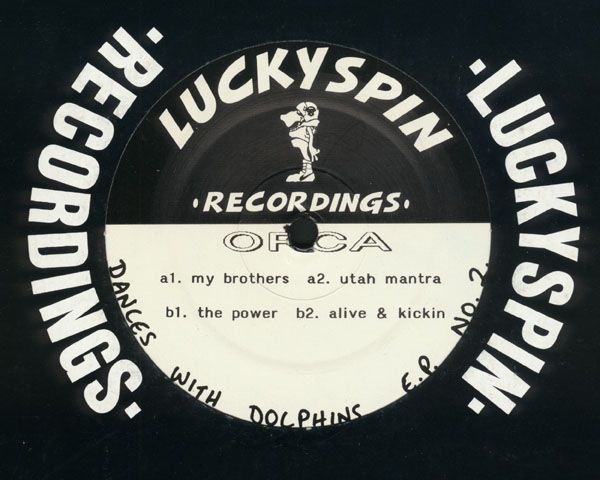 ·RECORDINGS·
LUCKYSPIN
·RECORDINGS·
ORCA
a1. my brothers a2. utah mantra
b1. the power b2. alive & kickin
DANCES WITH DOLPHINS E.P. NO. 2.
·LUCKYSPIN·